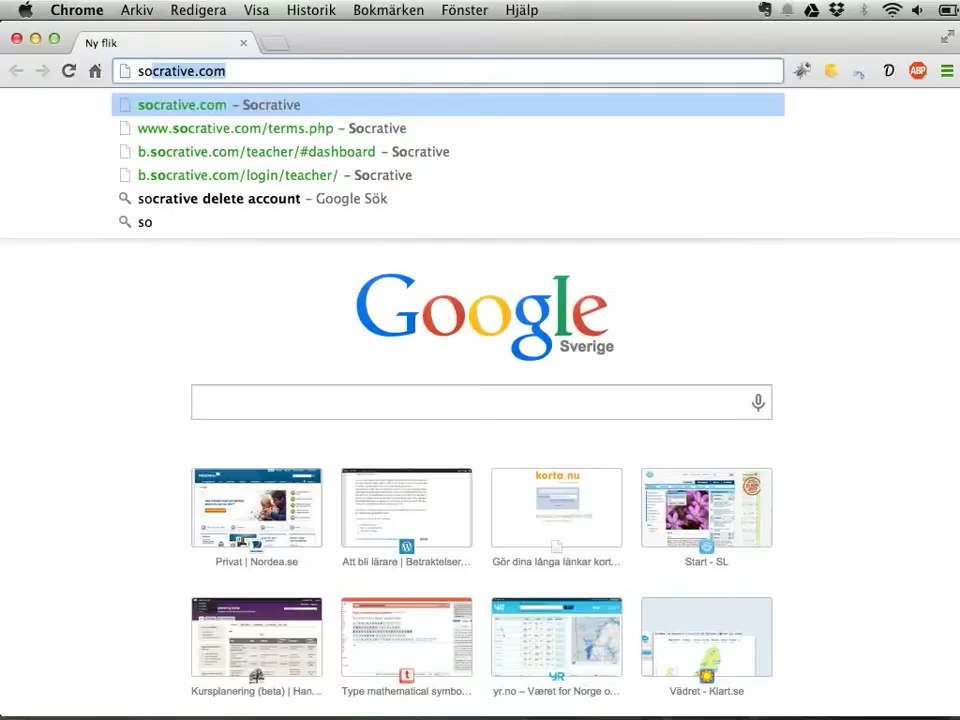 Chrome Arkiv Redigera Visa Historik Bokmärken Fönster Hjälp
Ny flik
socrative.com
D ABP
socrative.com – Socrative
www.socrative.com/terms.php – Socrative
b.socrative.com/teacher/#dashboard – Socrative
b.socrative.com/login/teacher/ – Socrative
socrative delete account – Google Sök
so
Google
Sverige
korta nu
Privat | Nordea.se
Att bli lärare | Betraktelser...
Gör dina långa länkar kort...
Start - SL
Kursplanering (beta) | Han...
Type mathematical symbo...
yr.no – Været for Norge o...
Vädret - Klart.se